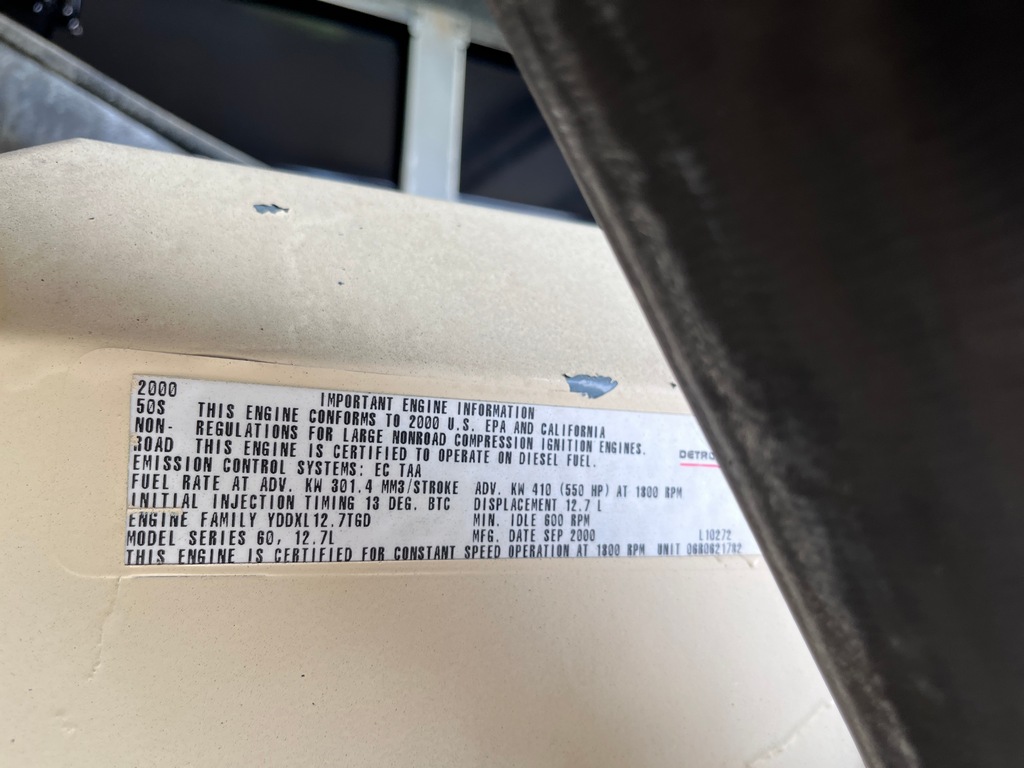 2000
IMPORTANT ENGINE INFORMATION
50S THIS ENGINE CONFORMS TO 2000 U.S. EPA AND CALIFORNIA
NON- REGULATIONS FOR LARGE NONROAD COMPRESSION IGNITION ENGINES.
ROAD THIS ENGINE IS CERTIFIED TO OPERATE ON DIESEL FUEL.
DETRO
EMISSION CONTROL SYSTEMS: EC TAA
FUEL RATE AT ADV. KW 301.4 MM3/STROKE ADV. KW 410 (550 HP) AT 1800 RPM
INITIAL INJECTION TIMING 13 DEG. BTC DISPLACEMENT 12.7 L
ENGINE FAMILY YDDXL12.7TGD MIN. IDLE 600 RPM
MODEL SERIES 60, 12.7L MFG. DATE SEP 2000 L10272
THIS ENGINE IS CERTIFIED FOR CONSTANT SPEED OPERATION AT 1800 RPM UNIT 06R0621782